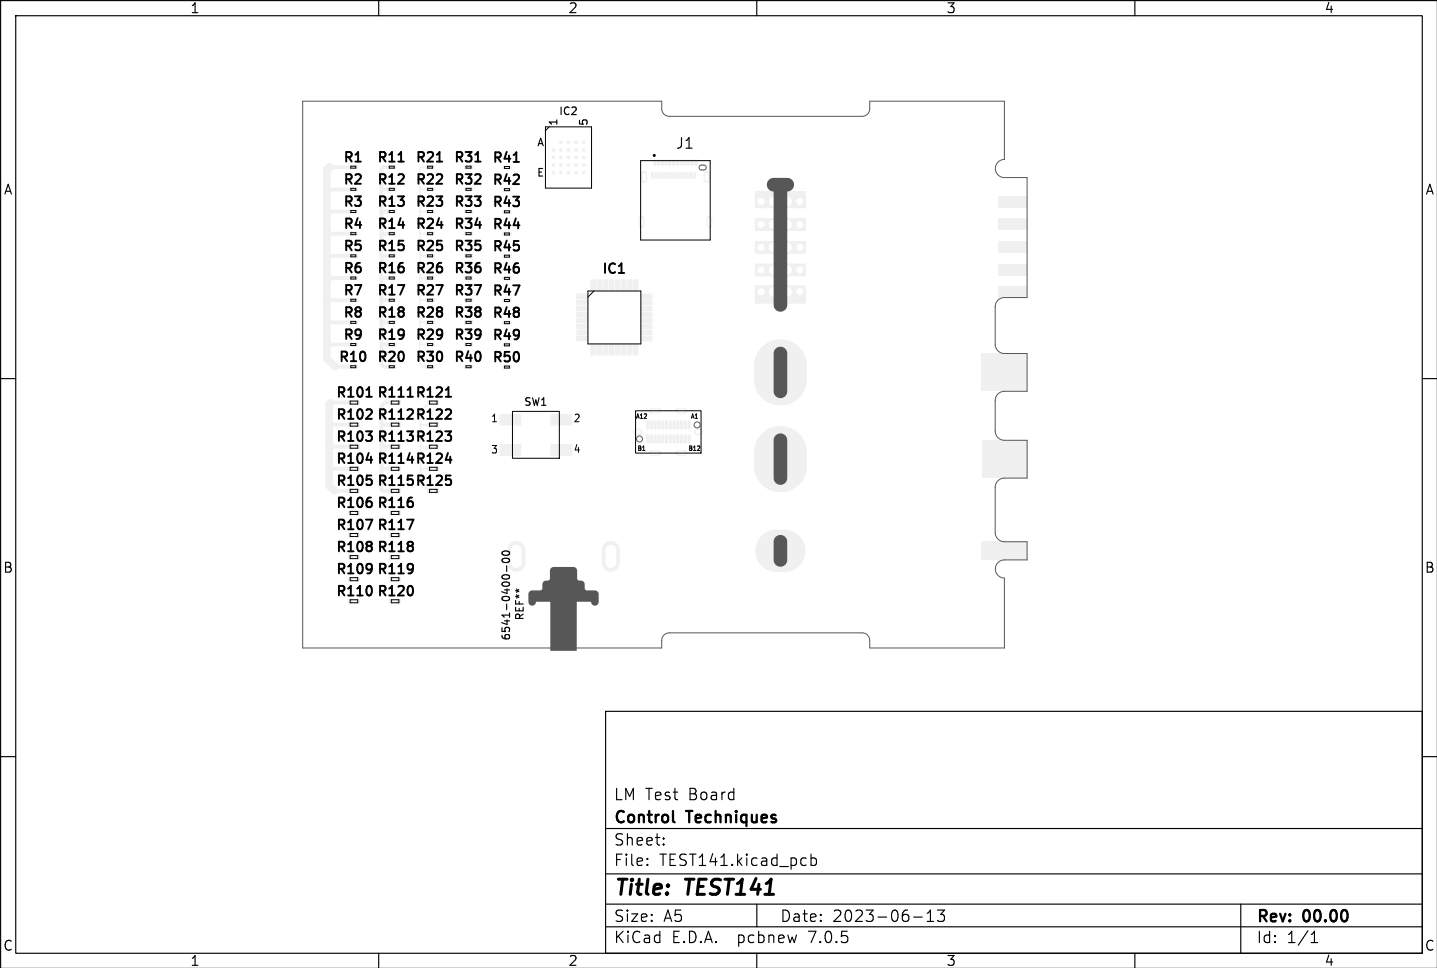 1 2 3 4
A A
IC2
1 5
A
E
J1
R1 R11 R21 R31 R41
R2 R12 R22 R32 R42
R3 R13 R23 R33 R43
R4 R14 R24 R34 R44
R5 R15 R25 R35 R45
R6 R16 R26 R36 R46
R7 R17 R27 R37 R47
R8 R18 R28 R38 R48
R9 R19 R29 R39 R49
R10 R20 R30 R40 R50
IC1
R101 R111 R121
R102 R112 R122
R103 R113 R123
R104 R114 R124
R105 R115 R125
R106 R116
R107 R117
R108 R118
R109 R119
R110 R120
SW1
1 2
3 4
A12 A1
B1 B12
B B
6541-0400-00
REF**
LM Test Board
Control Techniques
Sheet:
File: TEST141.kicad_pcb
Title: TEST141
Size: A5 Date: 2023-06-13 Rev: 00.00
KiCad E.D.A. pcbnew 7.0.5 Id: 1/1
C C
1 2 3 4